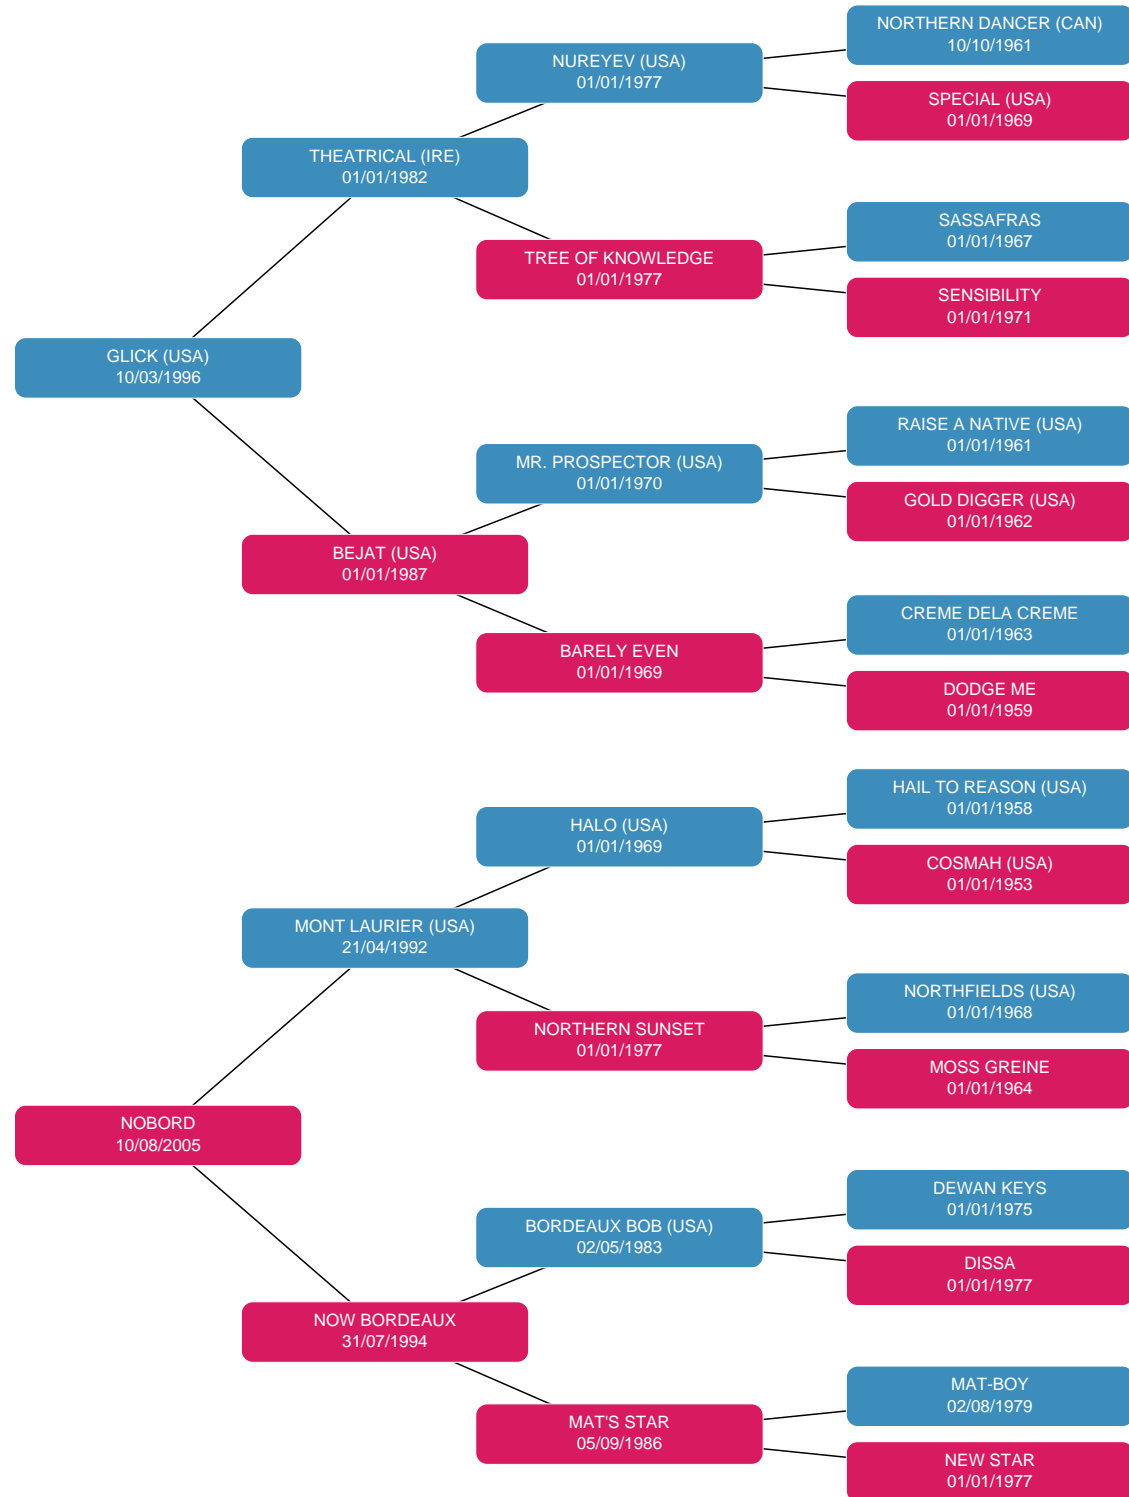 NORTHERN DANCER (CAN)
10/10/1961
NUREYEV (USA)
01/01/1977
SPECIAL (USA)
01/01/1969
THEATRICAL (IRE)
01/01/1982
SASSAFRAS
01/01/1967
TREE OF KNOWLEDGE
01/01/1977
SENSIBILITY
01/01/1971
GLICK (USA)
10/03/1996
RAISE A NATIVE (USA)
01/01/1961
MR. PROSPECTOR (USA)
01/01/1970
GOLD DIGGER (USA)
01/01/1962
BEJAT (USA)
01/01/1987
CREME DELA CREME
01/01/1963
BARELY EVEN
01/01/1969
DODGE ME
01/01/1959
HAIL TO REASON (USA)
01/01/1958
HALO (USA)
01/01/1969
COSMAH (USA)
01/01/1953
MONT LAURIER (USA)
21/04/1992
NORTHFIELDS (USA)
01/01/1968
NORTHERN SUNSET
01/01/1977
MOSS GREINE
01/01/1964
NOBORD
10/08/2005
DEWAN KEYS
01/01/1975
BORDEAUX BOB (USA)
02/05/1983
DISSA
01/01/1977
NOW BORDEAUX
31/07/1994
MAT-BOY
02/08/1979
MAT'S STAR
05/09/1986
NEW STAR
01/01/1977